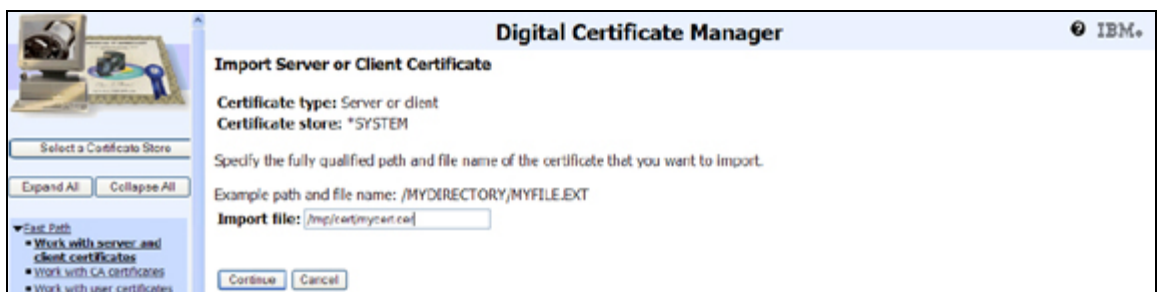 Digital Certificate Manager
IBM®
Select a Certificate Store
Expand All
Collapse All
Fast Path
Work with server and
client certificates
Work with CA certificates
Work with user certificates
Import Server or Client Certificate
Certificate type: Server or client
Certificate store: *SYSTEM
Specify the fully qualified path and file name of the certificate that you want to import.
Example path and file name: /MYDIRECTORY/MYFILE.EXT
Import file: /mp/cert/mycert.cer
Continue
Cancel